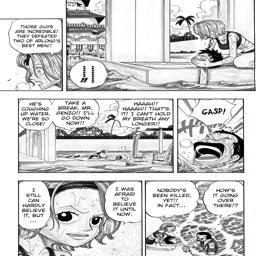 !!
!!
THOSE
GUYS ARE
INCREDIBLE!
THEY
DEFEATED
TWO
OF ARLONG'S
BEST MEN!!
GASP!
HAAAH!!
HAAAH!! THAT'S
IT! I CAN'T HOLD
MY BREATH ANY
LONGER!!
TAKE A
BREAK, MR.
GENZO!! I'LL
GO DOWN
NOW!!
HE'S
COUGHING
UP WATER.
WE'RE SO
CLOSE!
HOW'S IT
GOING
OVER
THERE!?
NOBODY'S
BEEN KILLED,
YET!!
IN FACT...
I WAS
AFRAID
TO BELIEVE
IT UNTIL
NOW.
I STILL
CAN
HARDLY
BELIEVE IT,
BUT...